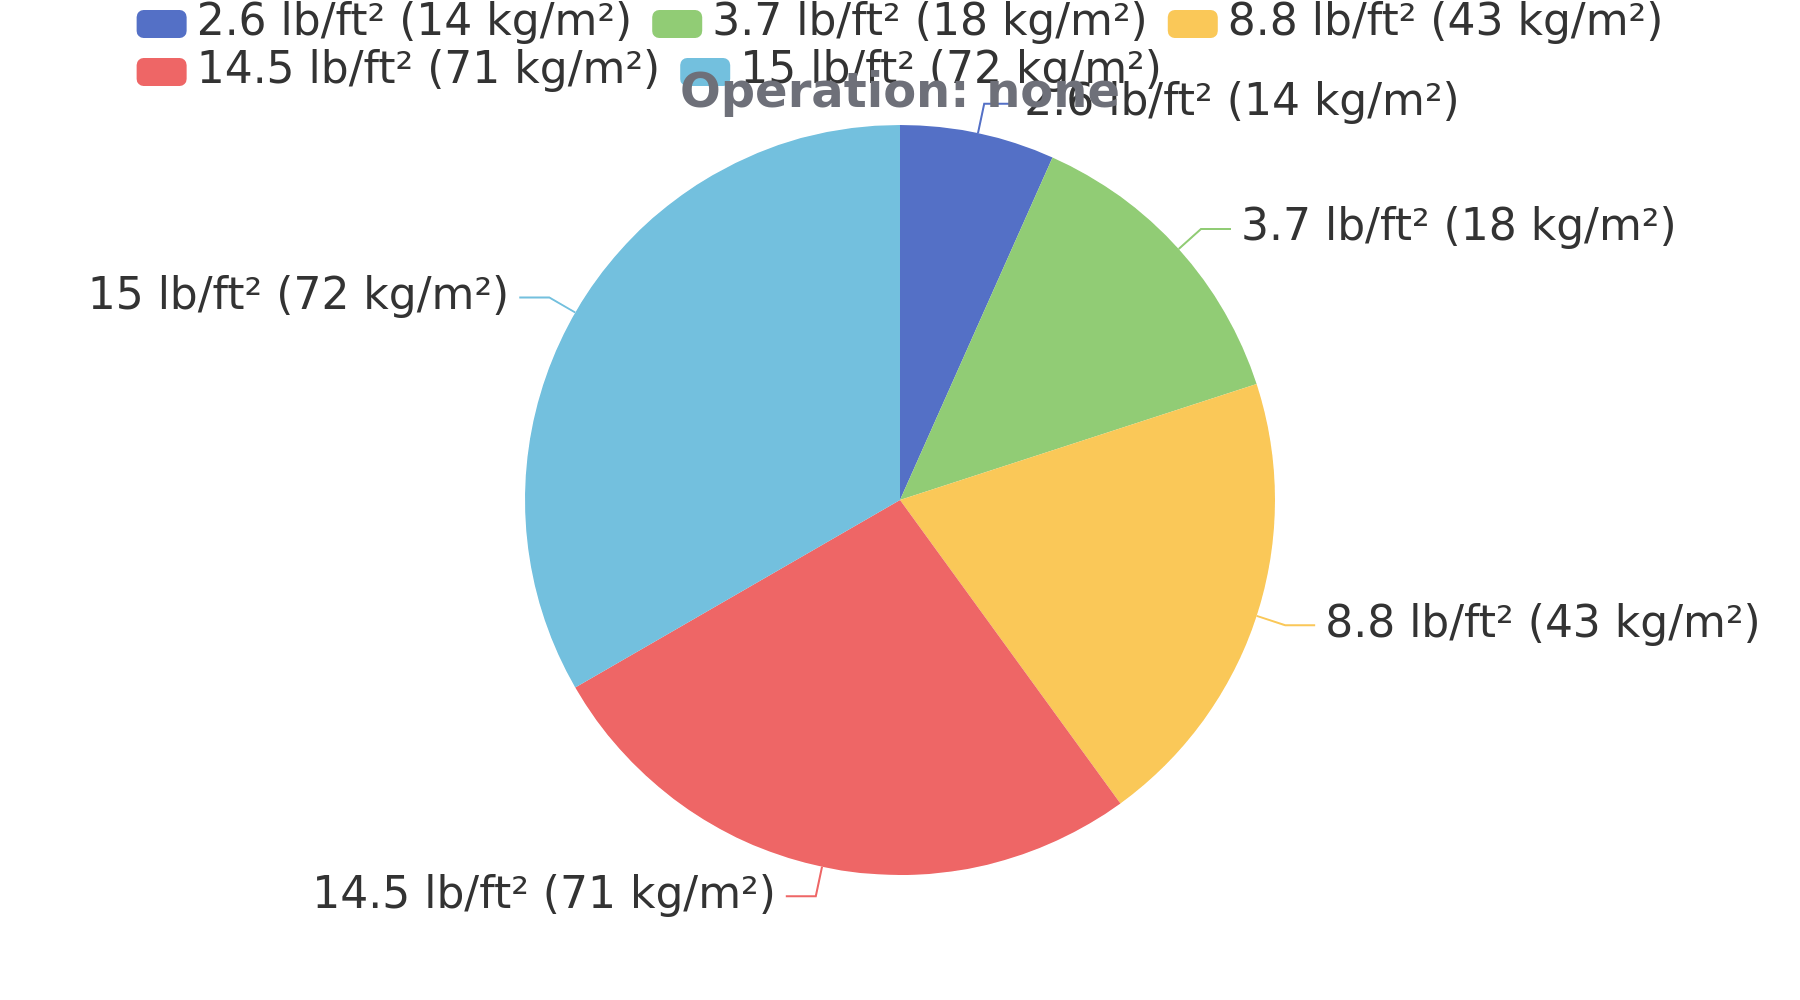 2.6 lb/ft² (14 kg/m²) 3.7 lb/ft² (18 kg/m²) 8.8 lb/ft² (43 kg/m²)
14.5 lb/ft² (71 kg/m²) 15 lb/ft² (72 kg/m²)
Operation: none
2.6 lb/ft² (14 kg/m²)
3.7 lb/ft² (18 kg/m²)
15 lb/ft² (72 kg/m²)
8.8 lb/ft² (43 kg/m²)
14.5 lb/ft² (71 kg/m²)